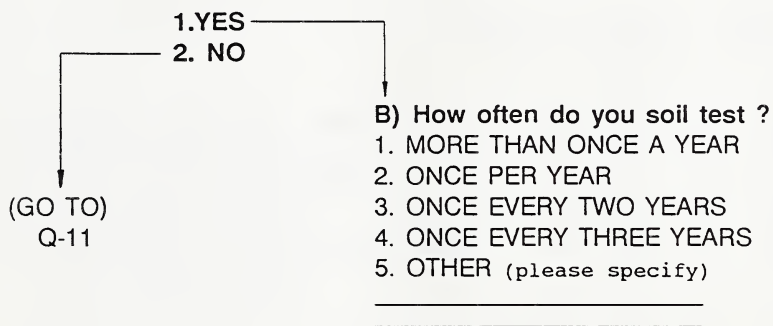 1.YES
2. NO
(GO TO)
Q-11
B) How often do you soil test ?
1. MORE THAN ONCE A YEAR
2. ONCE PER YEAR
3. ONCE EVERY TWO YEARS
4. ONCE EVERY THREE YEARS
5. OTHER (please specify)